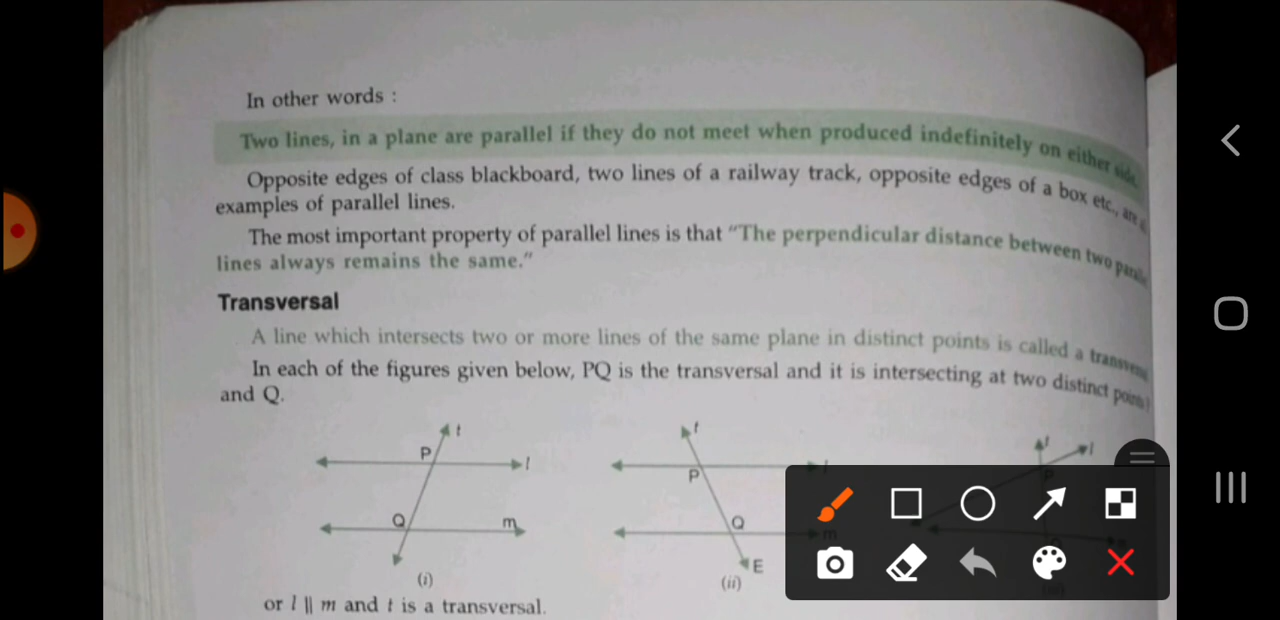 In other words :
Two lines, in a plane are parallel if they do not meet when produced indefinitely on either side.
Opposite edges of class blackboard, two lines of a railway track, opposite edges of a box etc., are
examples of parallel lines.
The most important property of parallel lines is that "The perpendicular distance between two
lines always remains the same."
Transversal
A line which intersects two or more lines of the same plane in distinct points is called a
In each of the figures given below, PQ is the transversal and it is intersecting at two distinct
and Q.
t t t l
P l P l P
Q m Q m
E
(i) (ii)
or l || m and t is a transversal.